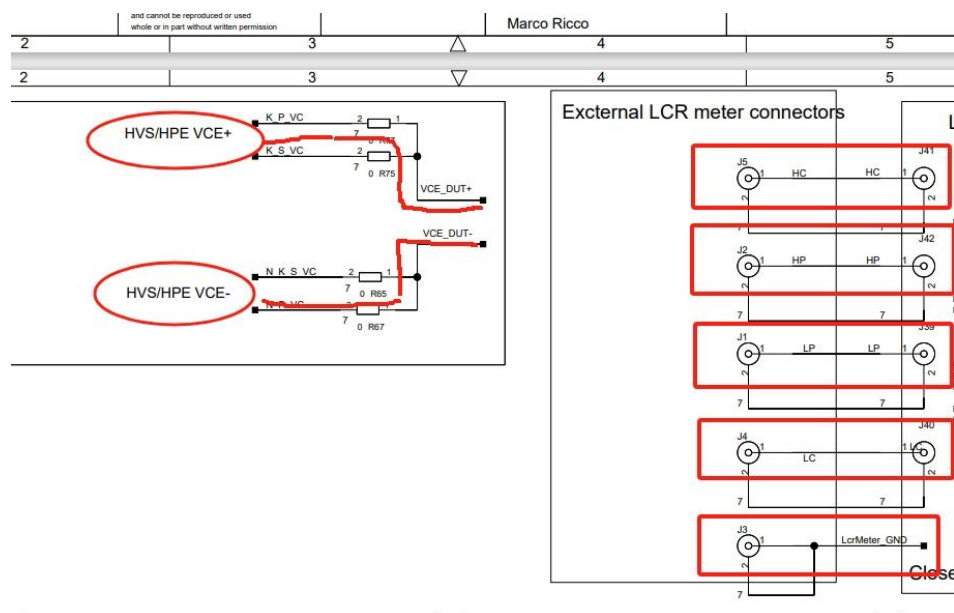 and cannot be reproduced or used
whole or in part without written permission
Marco Ricco
2 3 4 5
2 3 4 5
Excternal LCR meter connectors
L
HVS/HPE VCE+
K_P_VC 2 1
7
K_S_VC 2
7 0 R75
VCE_DUT+
VCE_DUT-
HVS/HPE VCE-
N K S VC 2 1
7 0 R65
7 0 R67
J41
J5 1 HC HC 1
2 2
7
J42
J2 1 HP HP 1
2 2
7 7
J39
J1 1 LP LP 1
2 2
7 7
J40
J4 1 LC 1 LC
2 2
7 7
J3 1 LcrMeter_GND
2
7
Close